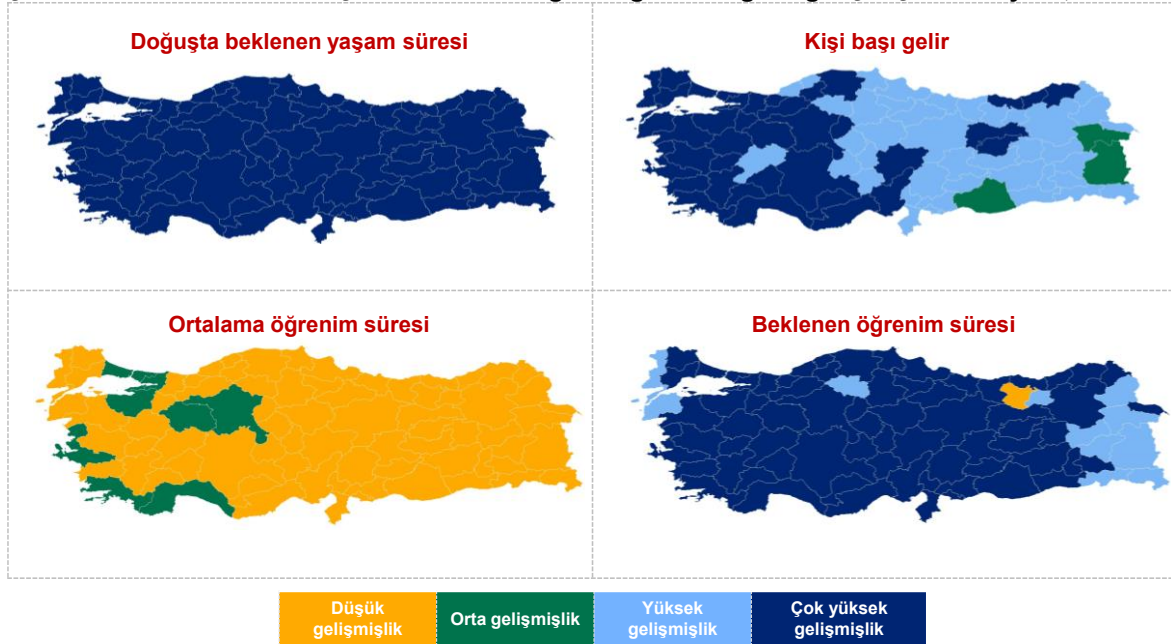 Doğuşta beklenen yaşam süresi
Kişi başı gelir
Ortalama öğrenim süresi
Beklenen öğrenim süresi
Düşük
gelişmişlik
Orta gelişmişlik
Yüksek
gelişmişlik
Çok yüksek
gelişmişlik